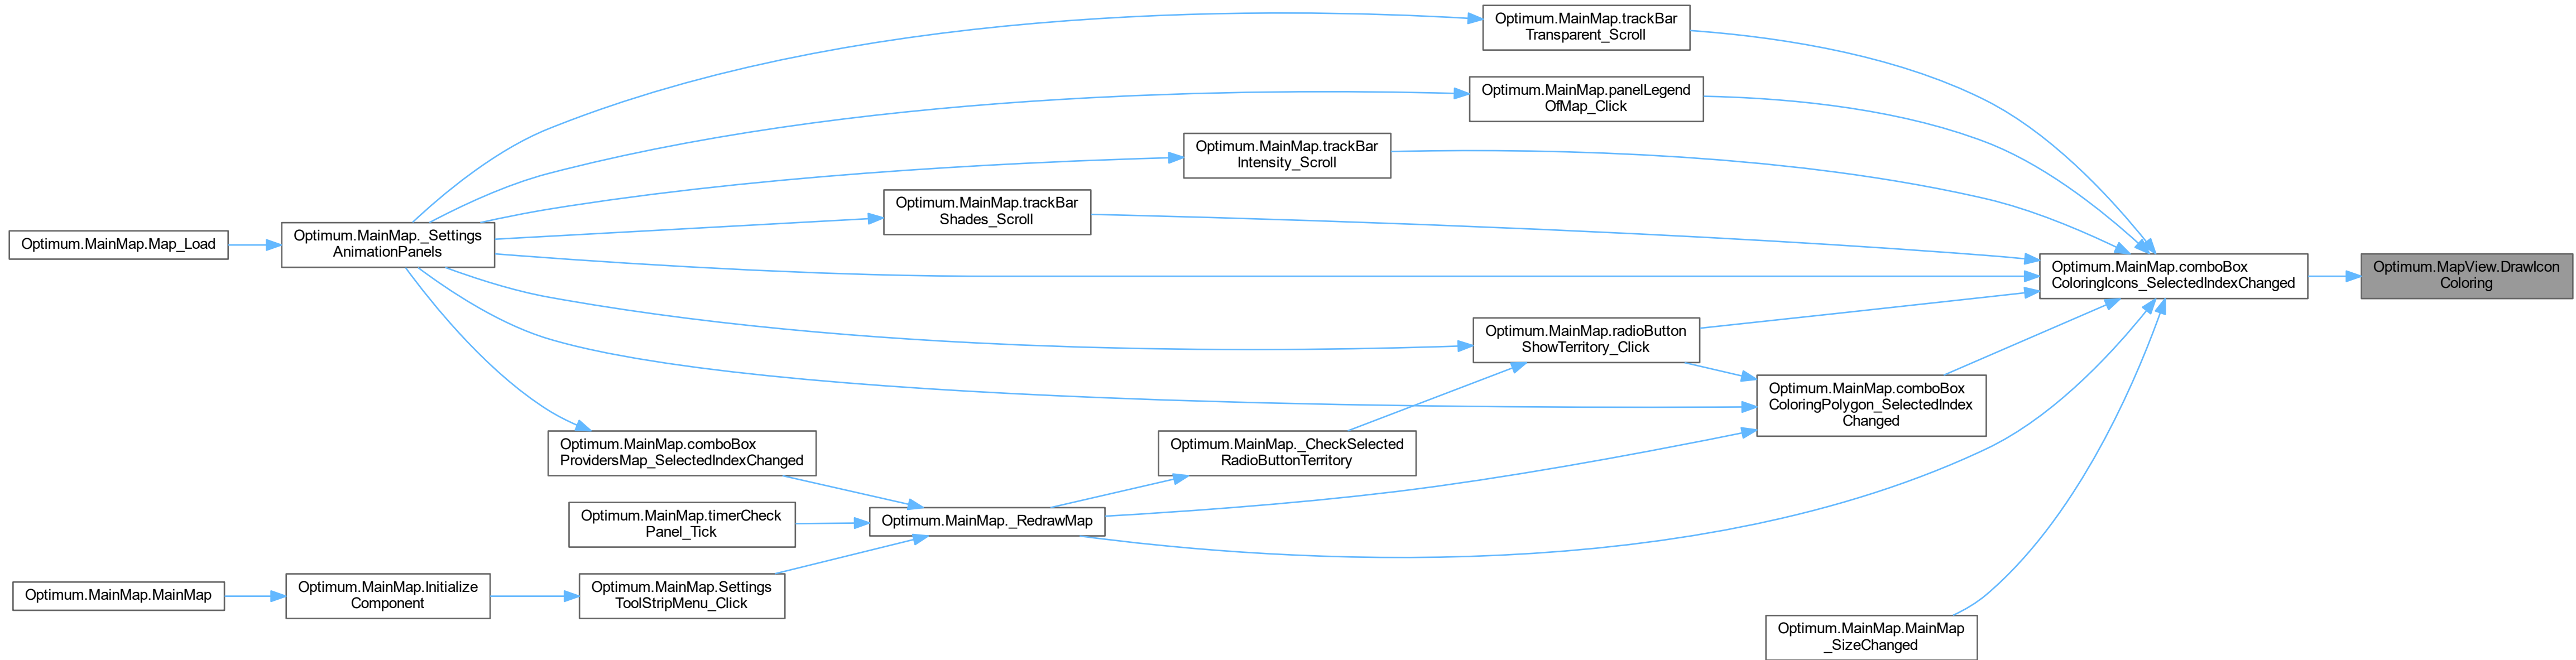 Optimum.MainMap.trackBar
Transparent_Scroll
Optimum.MainMap.panelLegend
OfMap_Click
Optimum.MainMap.trackBar
Intensity_Scroll
Optimum.MainMap.trackBar
Shades_Scroll
Optimum.MainMap.Map_Load
Optimum.MainMap._Settings
AnimationPanels
Optimum.MainMap.comboBox
ColoringIcons_SelectedIndexChanged
Optimum.MapView.DrawIcon
Coloring
Optimum.MainMap.radioButton
ShowTerritory_Click
Optimum.MainMap.comboBox
ColoringPolygon_SelectedIndex
Changed
Optimum.MainMap.comboBox
ProvidersMap_SelectedIndexChanged
Optimum.MainMap._CheckSelected
RadioButtonTerritory
Optimum.MainMap.timerCheck
Panel_Tick
Optimum.MainMap._RedrawMap
Optimum.MainMap.MainMap
Optimum.MainMap.Initialize
Component
Optimum.MainMap.Settings
ToolStripMenu_Click
Optimum.MainMap.MainMap
_SizeChanged